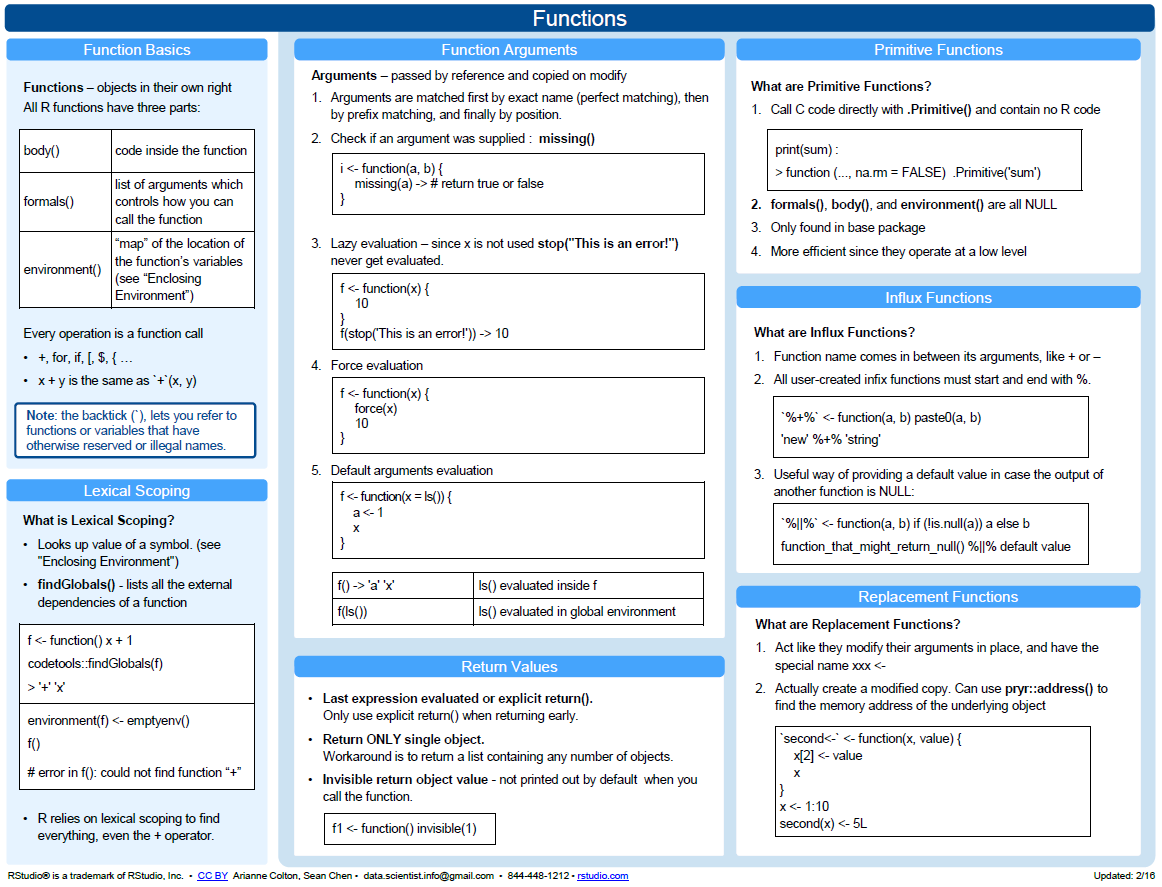 Functions
Function Basics
Functions – objects in their own right
All R functions have three parts:
body()
code inside the function
formals()
list of arguments which
controls how you can
call the function
environment()
“map” of the location of
the function’s variables
(see “Enclosing
Environment”)
Every operation is a function call
• +, for, if, [, $, { …
• x + y is the same as `+`(x, y)
Note: the backtick (`), lets you refer to
functions or variables that have
otherwise reserved or illegal names.
Lexical Scoping
What is Lexical Scoping?
• Looks up value of a symbol. (see
"Enclosing Environment")
• findGlobals() - lists all the external
dependencies of a function
f <- function() x + 1
codetools::findGlobals(f)
> '+' 'x'
environment(f) <- emptyenv()
f()
# error in f(): could not find function “+”
• R relies on lexical scoping to find
everything, even the + operator.
Function Arguments
Arguments – passed by reference and copied on modify
1. Arguments are matched first by exact name (perfect matching), then
by prefix matching, and finally by position.
2. Check if an argument was supplied : missing()
i <- function(a, b) {
missing(a) -> # return true or false
}
3. Lazy evaluation – since x is not used stop("This is an error!")
never get evaluated.
f <- function(x) {
10
}
f(stop('This is an error!')) -> 10
4. Force evaluation
f <- function(x) {
force(x)
10
}
5. Default arguments evaluation
f <- function(x = ls()) {
a <- 1
x
}
f() -> 'a' 'x'
ls() evaluated inside f
f(ls())
ls() evaluated in global environment
Return Values
• Last expression evaluated or explicit return().
Only use explicit return() when returning early.
• Return ONLY single object.
Workaround is to return a list containing any number of objects.
• Invisible return object value - not printed out by default when you
call the function.
f1 <- function() invisible(1)
Primitive Functions
What are Primitive Functions?
1. Call C code directly with .Primitive() and contain no R code
print(sum) :
> function (..., na.rm = FALSE) .Primitive('sum')
2. formals(), body(), and environment() are all NULL
3. Only found in base package
4. More efficient since they operate at a low level
Influx Functions
What are Influx Functions?
1. Function name comes in between its arguments, like + or –
2. All user-created infix functions must start and end with %.
`%+%` <- function(a, b) paste0(a, b)
'new' %+% 'string'
3. Useful way of providing a default value in case the output of
another function is NULL:
`%||%` <- function(a, b) if (!is.null(a)) a else b
function_that_might_return_null() %||% default value
Replacement Functions
What are Replacement Functions?
1. Act like they modify their arguments in place, and have the
special name xxx <-
2. Actually create a modified copy. Can use pryr::address() to
find the memory address of the underlying object
`second<-` <- function(x, value) {
x[2] <- value
x
}
x <- 1:10
second(x) <- 5L
RStudio® is a trademark of RStudio, Inc. • CC BY Arianne Colton, Sean Chen • data.scientist.info@gmail.com • 844-448-1212 • rstudio.com
Updated: 2/16